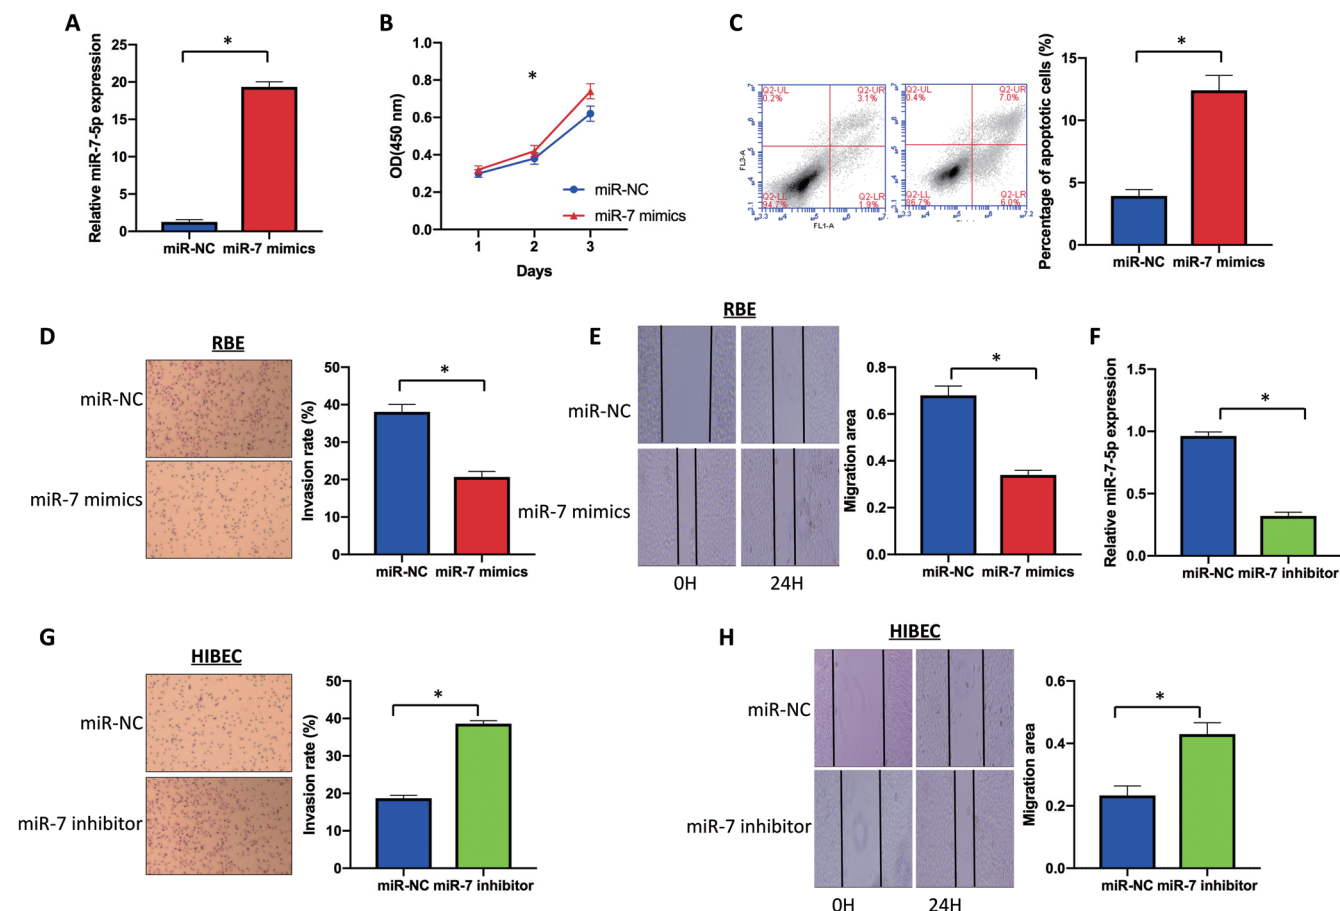 A
Relative miR-7-5p expression
25
20
15
10
5
0
*
miR-NC
miR-7 mimics
B
OD(450 nm)
1.0
0.8
0.6
0.4
0.2
0.0
*
miR-NC
miR-7 mimics
1
2
3
Days
C
Q2-UL
0.2%
Q2-UR
3.1%
Q2-LL
94.7%
Q2-LR
1.9%
FL3-A
FL1-A
Q2-UL
0.4%
Q2-UR
7.0%
Q2-LL
86.7%
Q2-LR
6.0%
Percentage of apoptotic cells (%)
15
10
5
0
*
miR-NC
miR-7 mimics
D
RBE
miR-NC
miR-7 mimics
Invasion rate (%)
50
40
30
20
10
0
*
miR-NC
miR-7 mimics
E
RBE
miR-NC
miR-7 mimics
0H
24H
Migration area
0.8
0.6
0.4
0.2
0.0
*
miR-NC
miR-7 mimics
F
Relative miR-7-5p expression
1.5
1.0
0.5
0.0
*
miR-NC
miR-7 inhibitor
G
HIBEC
miR-NC
miR-7 inhibitor
Invasion rate (%)
50
40
30
20
10
0
*
miR-NC
miR-7 inhibitor
H
HIBEC
miR-NC
miR-7 inhibitor
0H
24H
Migration area
0.6
0.4
0.2
0.0
*
miR-NC
miR-7 inhibitor